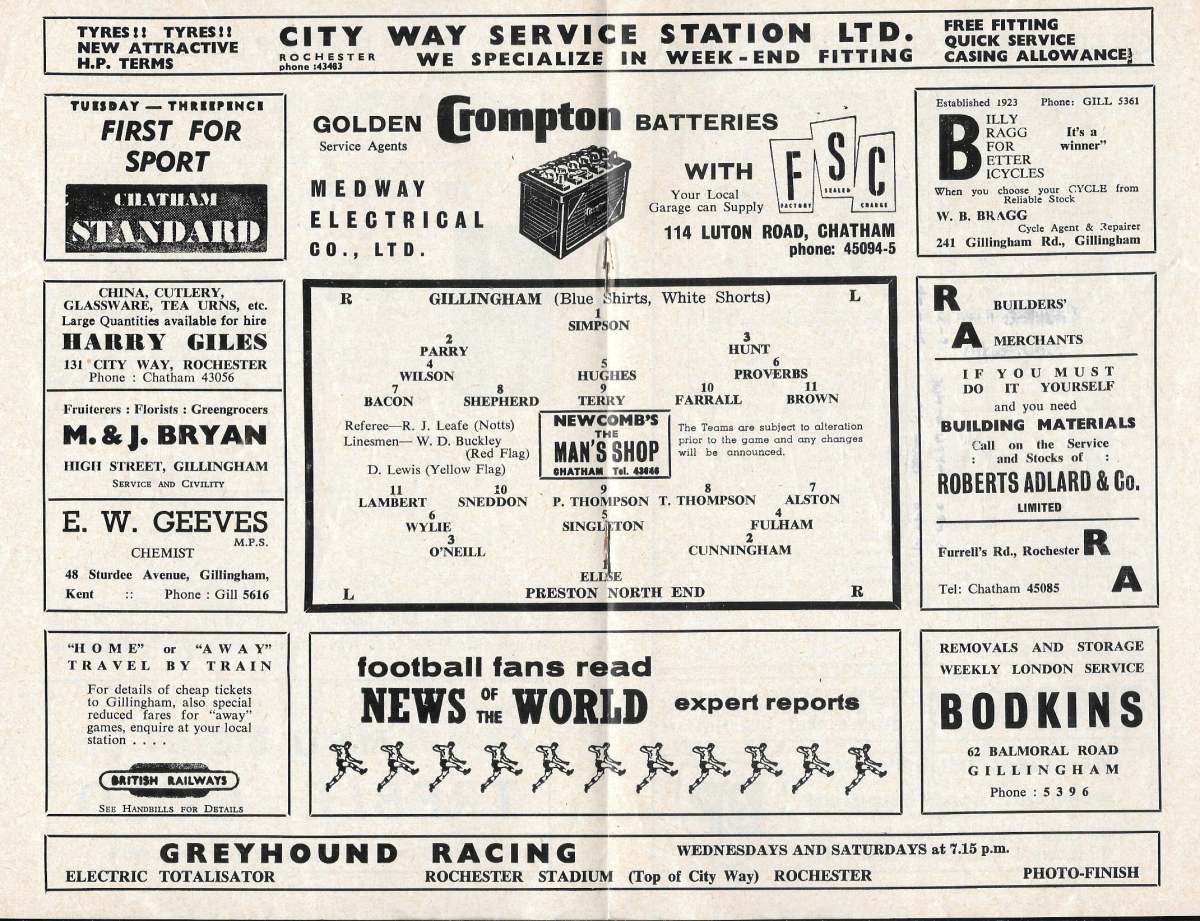 TYRES!! TYRES!!
NEW ATTRACTIVE
H.P. TERMS
CITY WAY SERVICE STATION LTD.
ROCHESTER
phone :43463
WE SPECIALIZE IN WEEK-END FITTING
FREE FITTING
QUICK SERVICE
CASING ALLOWANCE!!
TUESDAY — THREEPENCE
FIRST FOR
SPORT
CHATHAM
STANDARD
GOLDEN Crompton BATTERIES
Service Agents
MEDWAY
ELECTRICAL
CO., LTD.
WITH
FSC
FACTORY SEALED CHARGE
Your Local
Garage can Supply
114 LUTON ROAD, CHATHAM
phone: 45094-5
Established 1923 Phone: GILL 5361
BILLY
RAGG
FOR
ETTER
ICYCLES
It's a
winner"
When you choose your CYCLE from
Reliable Stock
W. B. BRAGG
Cycle Agent & Repairer
241 Gillingham Rd., Gillingham
CHINA, CUTLERY,
GLASSWARE, TEA URNS, etc.
Large Quantities available for hire
HARRY GILES
131 CITY WAY, ROCHESTER
Phone : Chatham 43056
Fruiterers : Florists : Greengrocers
M. & J. BRYAN
HIGH STREET, GILLINGHAM
SERVICE AND CIVILITY
E. W. GEEVES
M.P.S.
CHEMIST
48 Sturdee Avenue, Gillingham,
Kent :: Phone : Gill 5616
R GILLINGHAM (Blue Shirts, White Shorts) L
1
SIMPSON
2 3
PARRY HUNT
4 5 6
WILSON HUGHES PROVERBS
7 8 9 10 11
BACON SHEPHERD TERRY FARRALL BROWN
Referee—R. J. Leafe (Notts)
Linesmen— W. D. Buckley
(Red Flag)
D. Lewis (Yellow Flag)
NEWCOMB'S
THE
MAN'S SHOP
CHATHAM Tel. 43646
The Teams are subject to alteration
prior to the game and any changes
will be announced.
11 10 9 8 7
LAMBERT SNEDDON P. THOMPSON T. THOMPSON ALSTON
6 5 4
WYLIE SINGLETON FULHAM
3 2
O'NEILL CUNNINGHAM
1
ELLSE
L PRESTON NORTH END R
R BUILDERS'
A MERCHANTS
IF YOU MUST
DO IT YOURSELF
and you need
BUILDING MATERIALS
Call on the Service
: and Stocks of :
ROBERTS ADLARD & Co.
LIMITED
Furrell's Rd., Rochester R
Tel: Chatham 45085 A
"HOME" or "AWAY"
TRAVEL BY TRAIN
For details of cheap tickets
to Gillingham, also special
reduced fares for "away"
games, enquire at your local
station . . . .
BRITISH RAILWAYS
SEE HANDBILLS FOR DETAILS
football fans read
NEWS OF THE WORLD expert reports
REMOVALS AND STORAGE
WEEKLY LONDON SERVICE
BODKINS
62 BALMORAL ROAD
GILLINGHAM
Phone : 5396
GREYHOUND RACING WEDNESDAYS AND SATURDAYS at 7.15 p.m.
ELECTRIC TOTALISATOR ROCHESTER STADIUM (Top of City Way) ROCHESTER PHOTO-FINISH